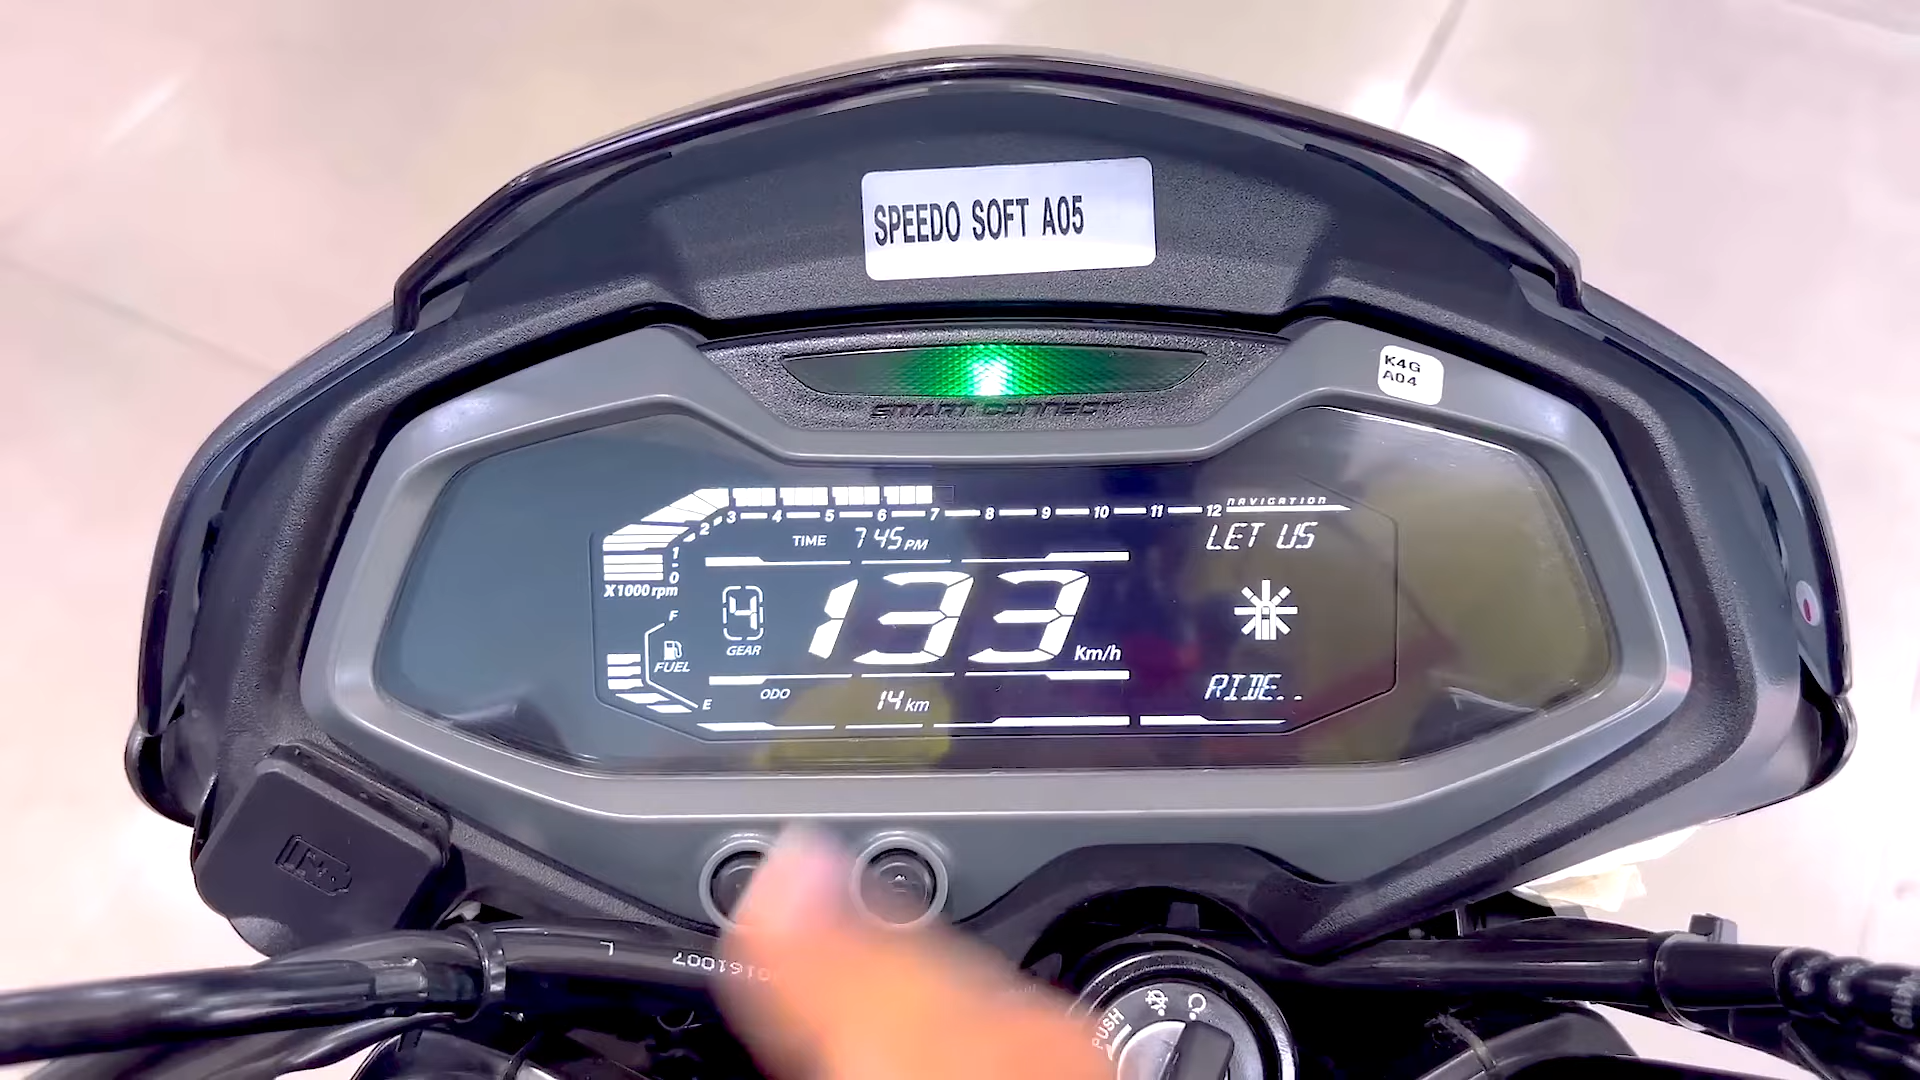 SPEEDO SOFT A05
K4G
A04
SMART CONNECT
0 1 2 3 4 5 6 7 8 9 10 11 12
X1000 rpm
NAVIGATION
TIME 7 45 PM
LET US
4
GEAR
133 Km/h
F
FUEL
E
ODO 14 km
RIDE..
L
PUSH